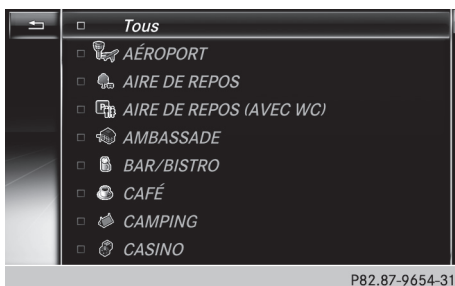 Tous
AÉROPORT
AIRE DE REPOS
AIRE DE REPOS (AVEC WC)
AMBASSADE
BAR/BISTRO
CAFÉ
CAMPING
CASINO
P82.87-9654-31